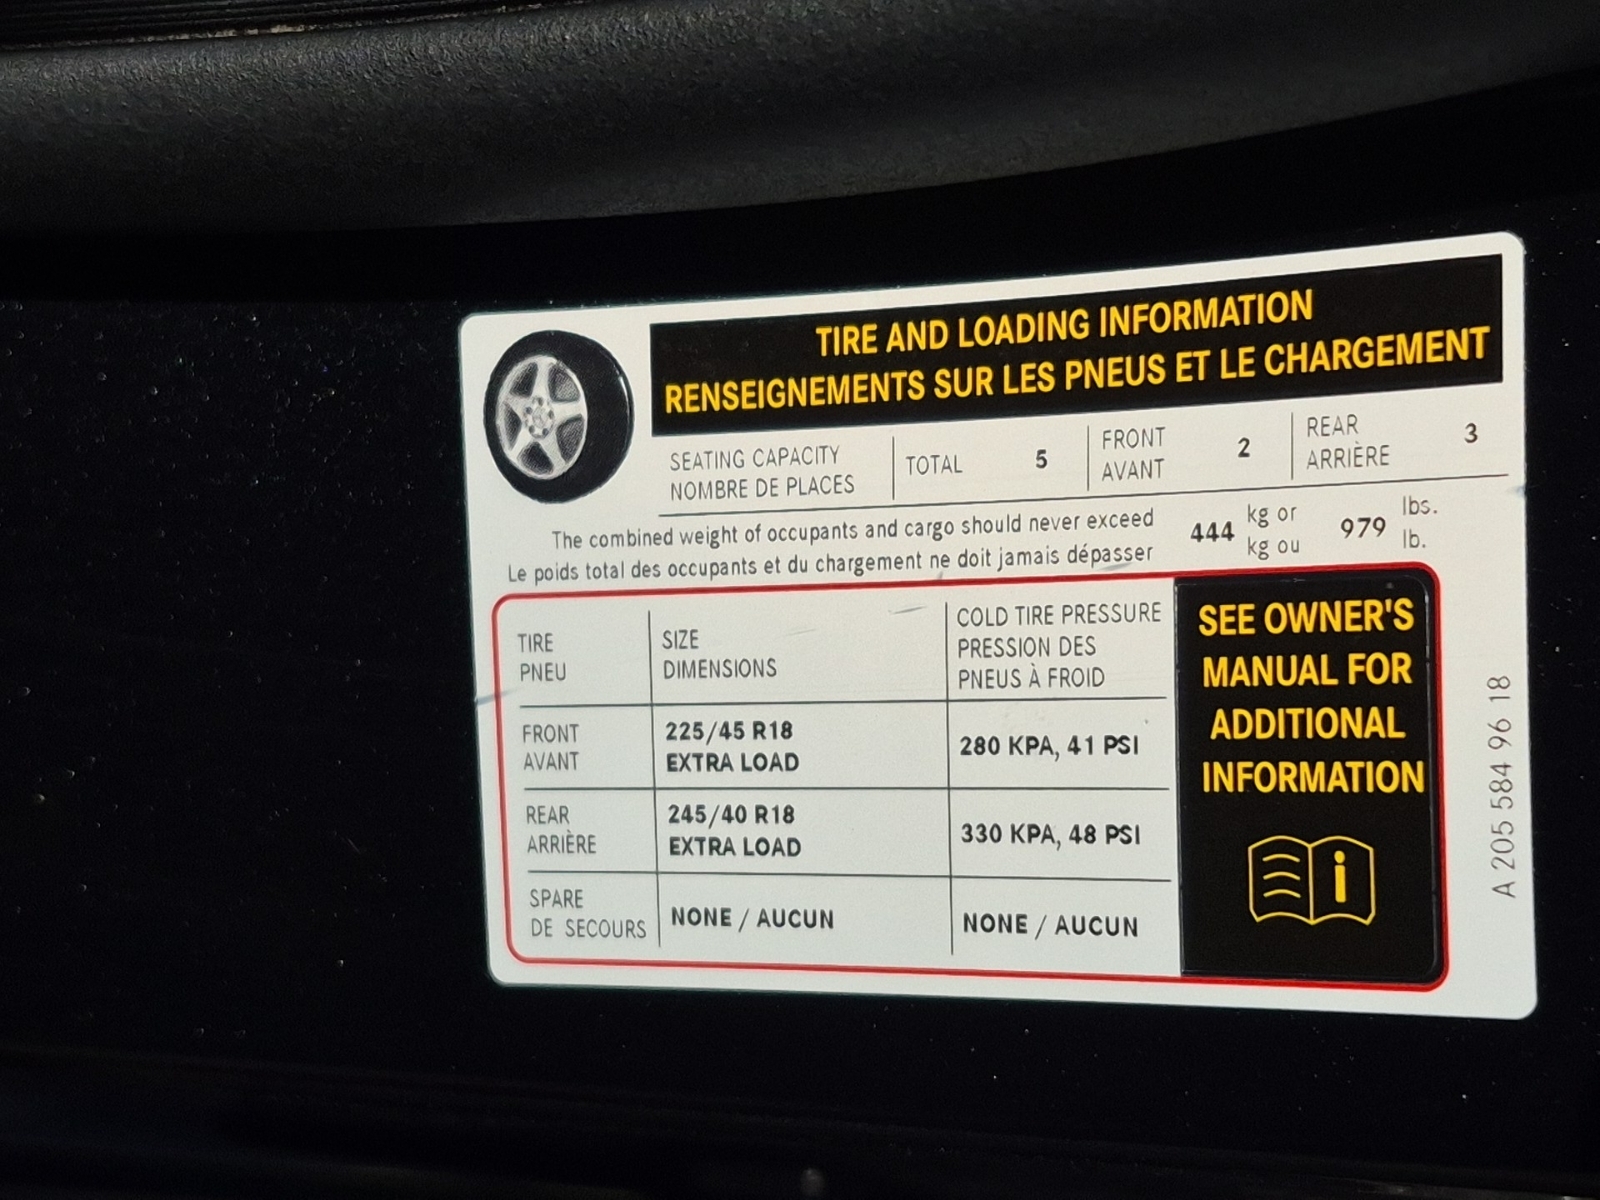 TIRE AND LOADING INFORMATION
RENSEIGNEMENTS SUR LES PNEUS ET LE CHARGEMENT
SEATING CAPACITY
NOMBRE DE PLACES
TOTAL 5
FRONT
AVANT
2
REAR
ARRIÈRE
3
The combined weight of occupants and cargo should never exceed
Le poids total des occupants et du chargement ne doit jamais dépasser
444
kg or
kg ou
979
lbs.
lb.
TIRE
PNEU
SIZE
DIMENSIONS
COLD TIRE PRESSURE
PRESSION DES
PNEUS À FROID
FRONT
AVANT
225/45 R18
EXTRA LOAD
280 KPA, 41 PSI
REAR
ARRIÈRE
245/40 R18
EXTRA LOAD
330 KPA, 48 PSI
SPARE
DE SECOURS
NONE / AUCUN
NONE / AUCUN
SEE OWNER'S
MANUAL FOR
ADDITIONAL
INFORMATION
i
A 205 584 96 18